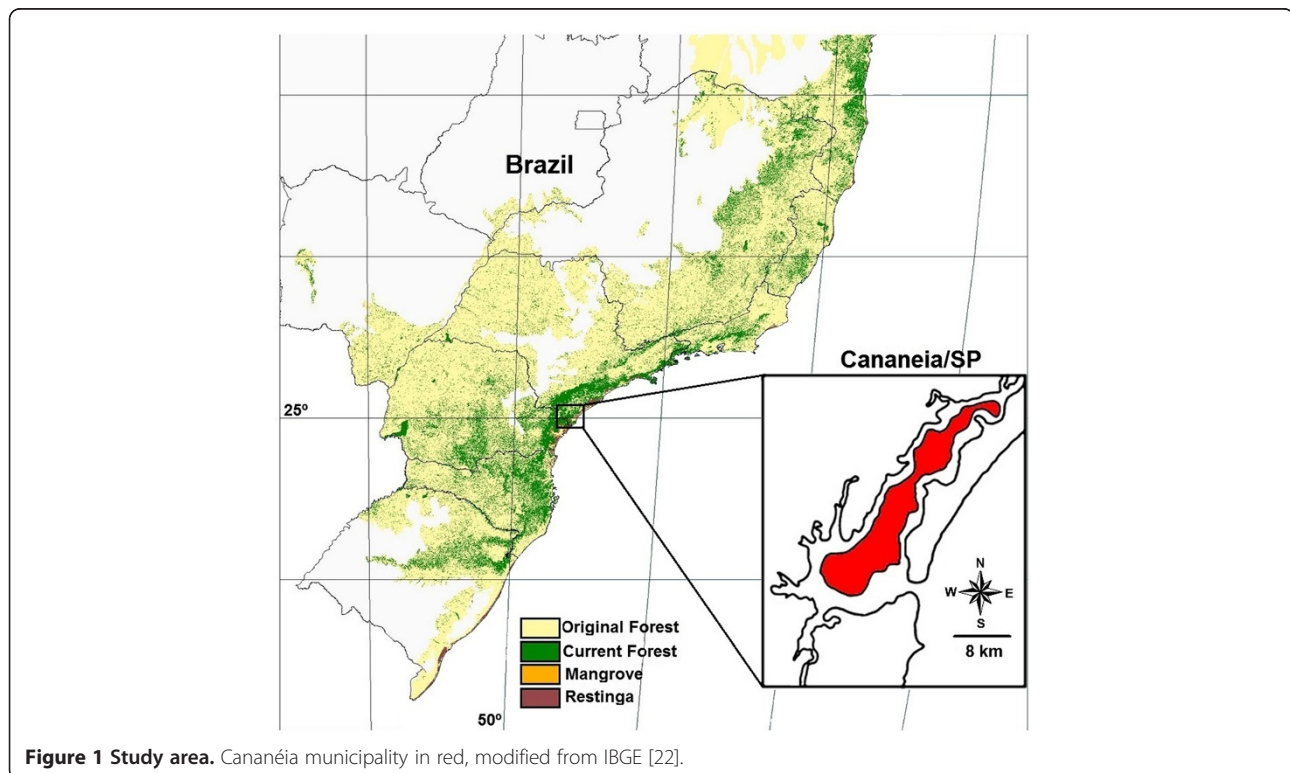 Brazil
Cananeia/SP
25º
N
W E
S
8 km
Original Forest
Current Forest
Mangrove
Restinga
50º
Figure 1 Study area. Cananéia municipality in red, modified from IBGE [22].